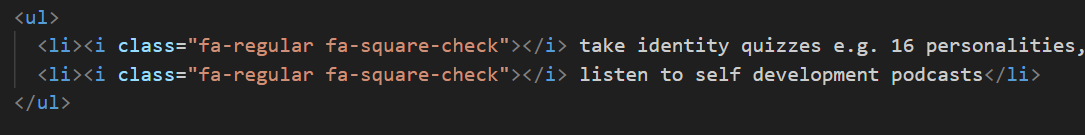 <ul>
<li><i class="fa-regular fa-square-check"></i> take identity quizzes e.g. 16 personalities,
<li><i class="fa-regular fa-square-check"></i> listen to self development podcasts</li>
</ul>